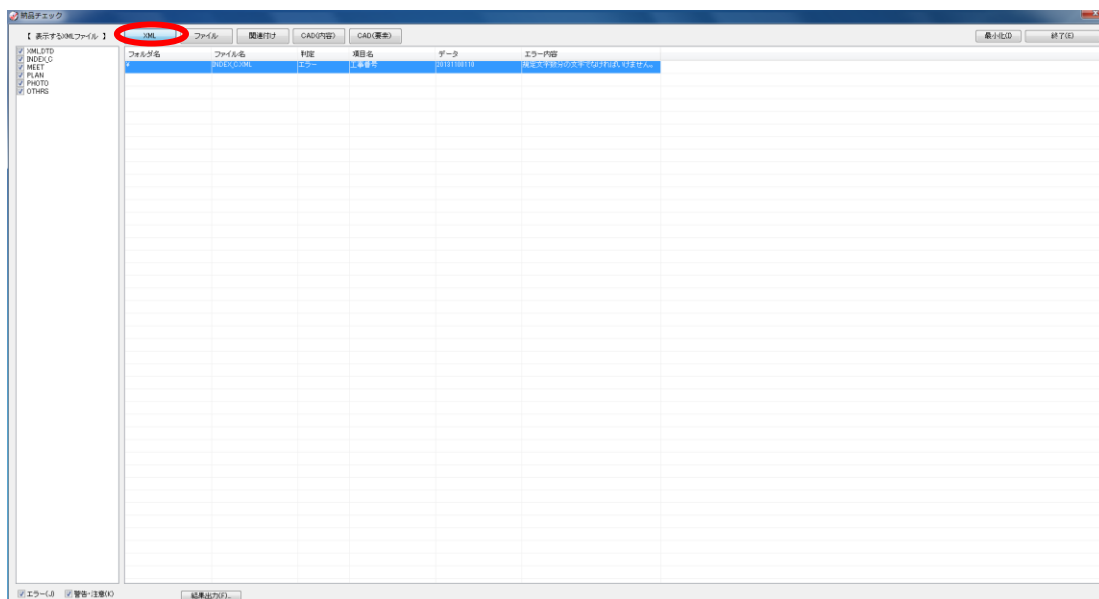 納品チェック
【 表示するXMLファイル 】 XML ファイル 関連付け CAD(内容) CAD(要素) 最小化(I) 終了(E)
XML,DTD
INDEX_C
MEET
PLAN
PHOTO
OTHRS
フォルダ名 ファイル名 判定 項目名 データ エラー内容
¥ INDEX_C.XML エラー 工事番号 20131100110 規定文字数分の文字でなければいけません。
エラー(J) 警告・注意(K) 結果出力(F)...